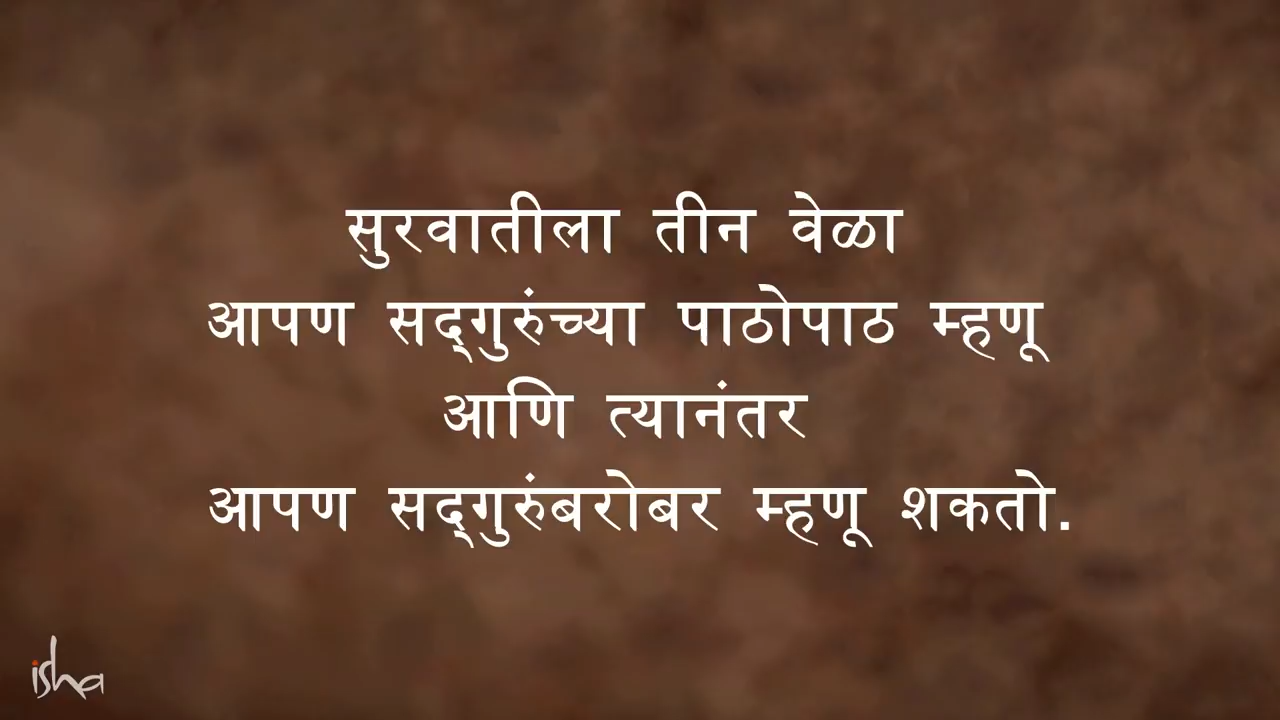 सुरवातीला तीन वेळा
आपण सद्‌गुरुंच्या पाठोपाठ म्हणू
आणि त्यानंतर
आपण सद्‌गुरुंबरोबर म्हणू शकतो.
isha